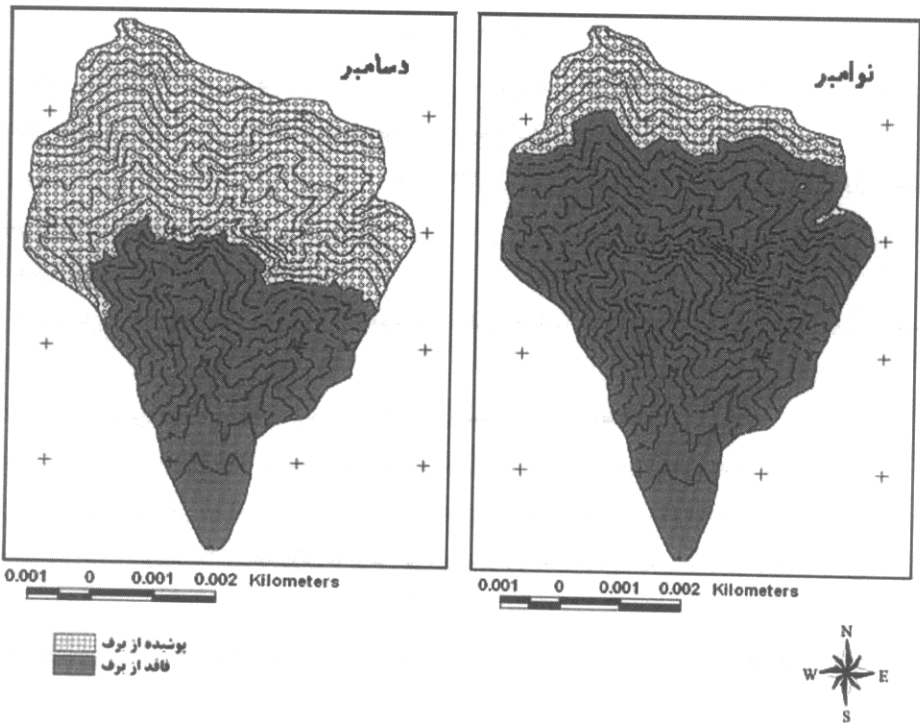 دسامبر
نوامبر
0.001 0 0.001 0.002 Kilometers
0.001 0 0.001 0.002 Kilometers
پوشیده از برف
فاقد از برف
N
W E
S